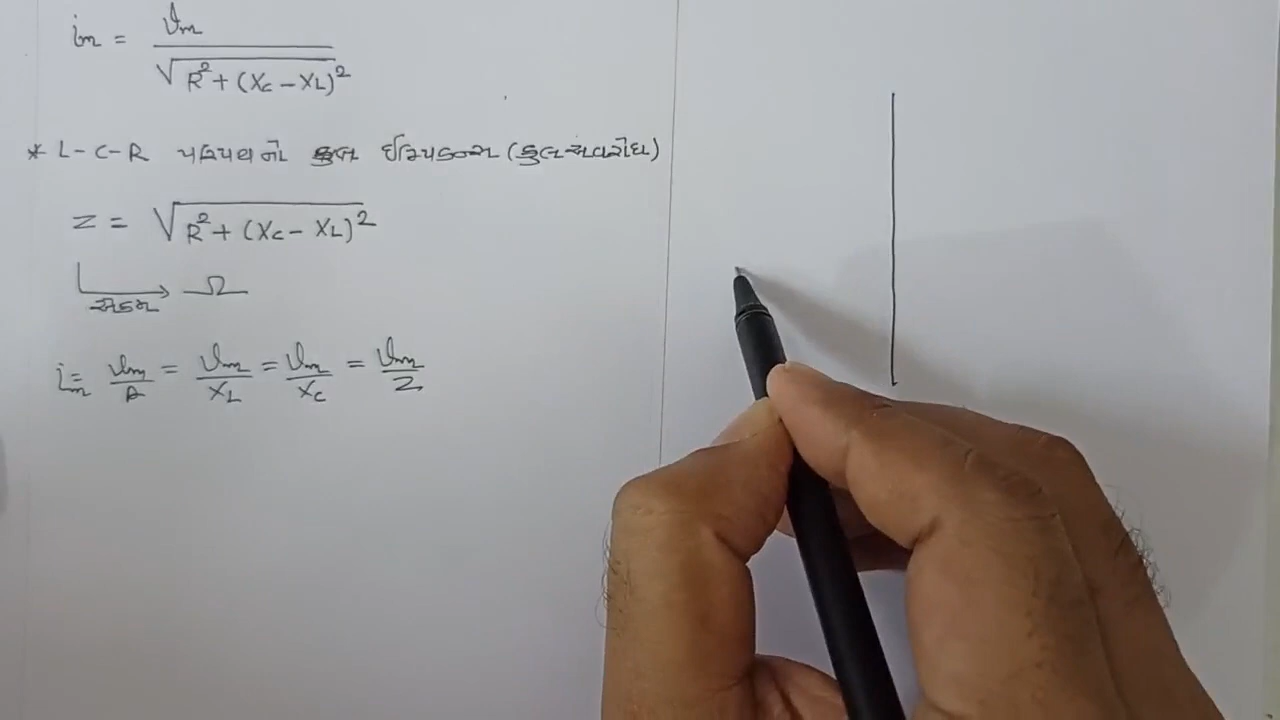 im = vm / √(R² + (Xc – XL)²)
* L-C-R પરિપથનો કુલ ઈમ્પિડન્સ (કુલ અવરોધ)
Z = √(R² + (Xc – XL)²)
એકમ → Ω
im = vm/R = vm/XL = vm/Xc = vm/Z